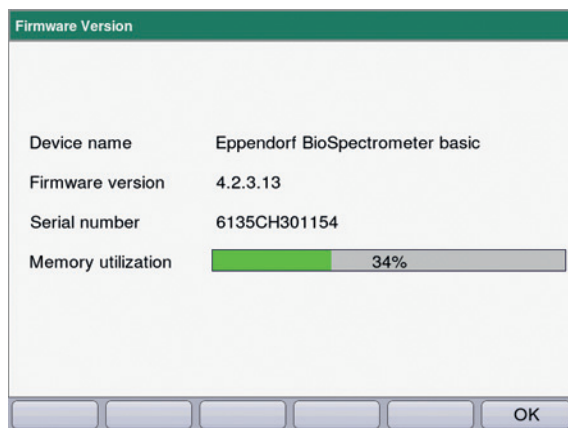 Firmware Version
Device name Eppendorf BioSpectrometer basic
Firmware version 4.2.3.13
Serial number 6135CH301154
Memory utilization 34%
OK